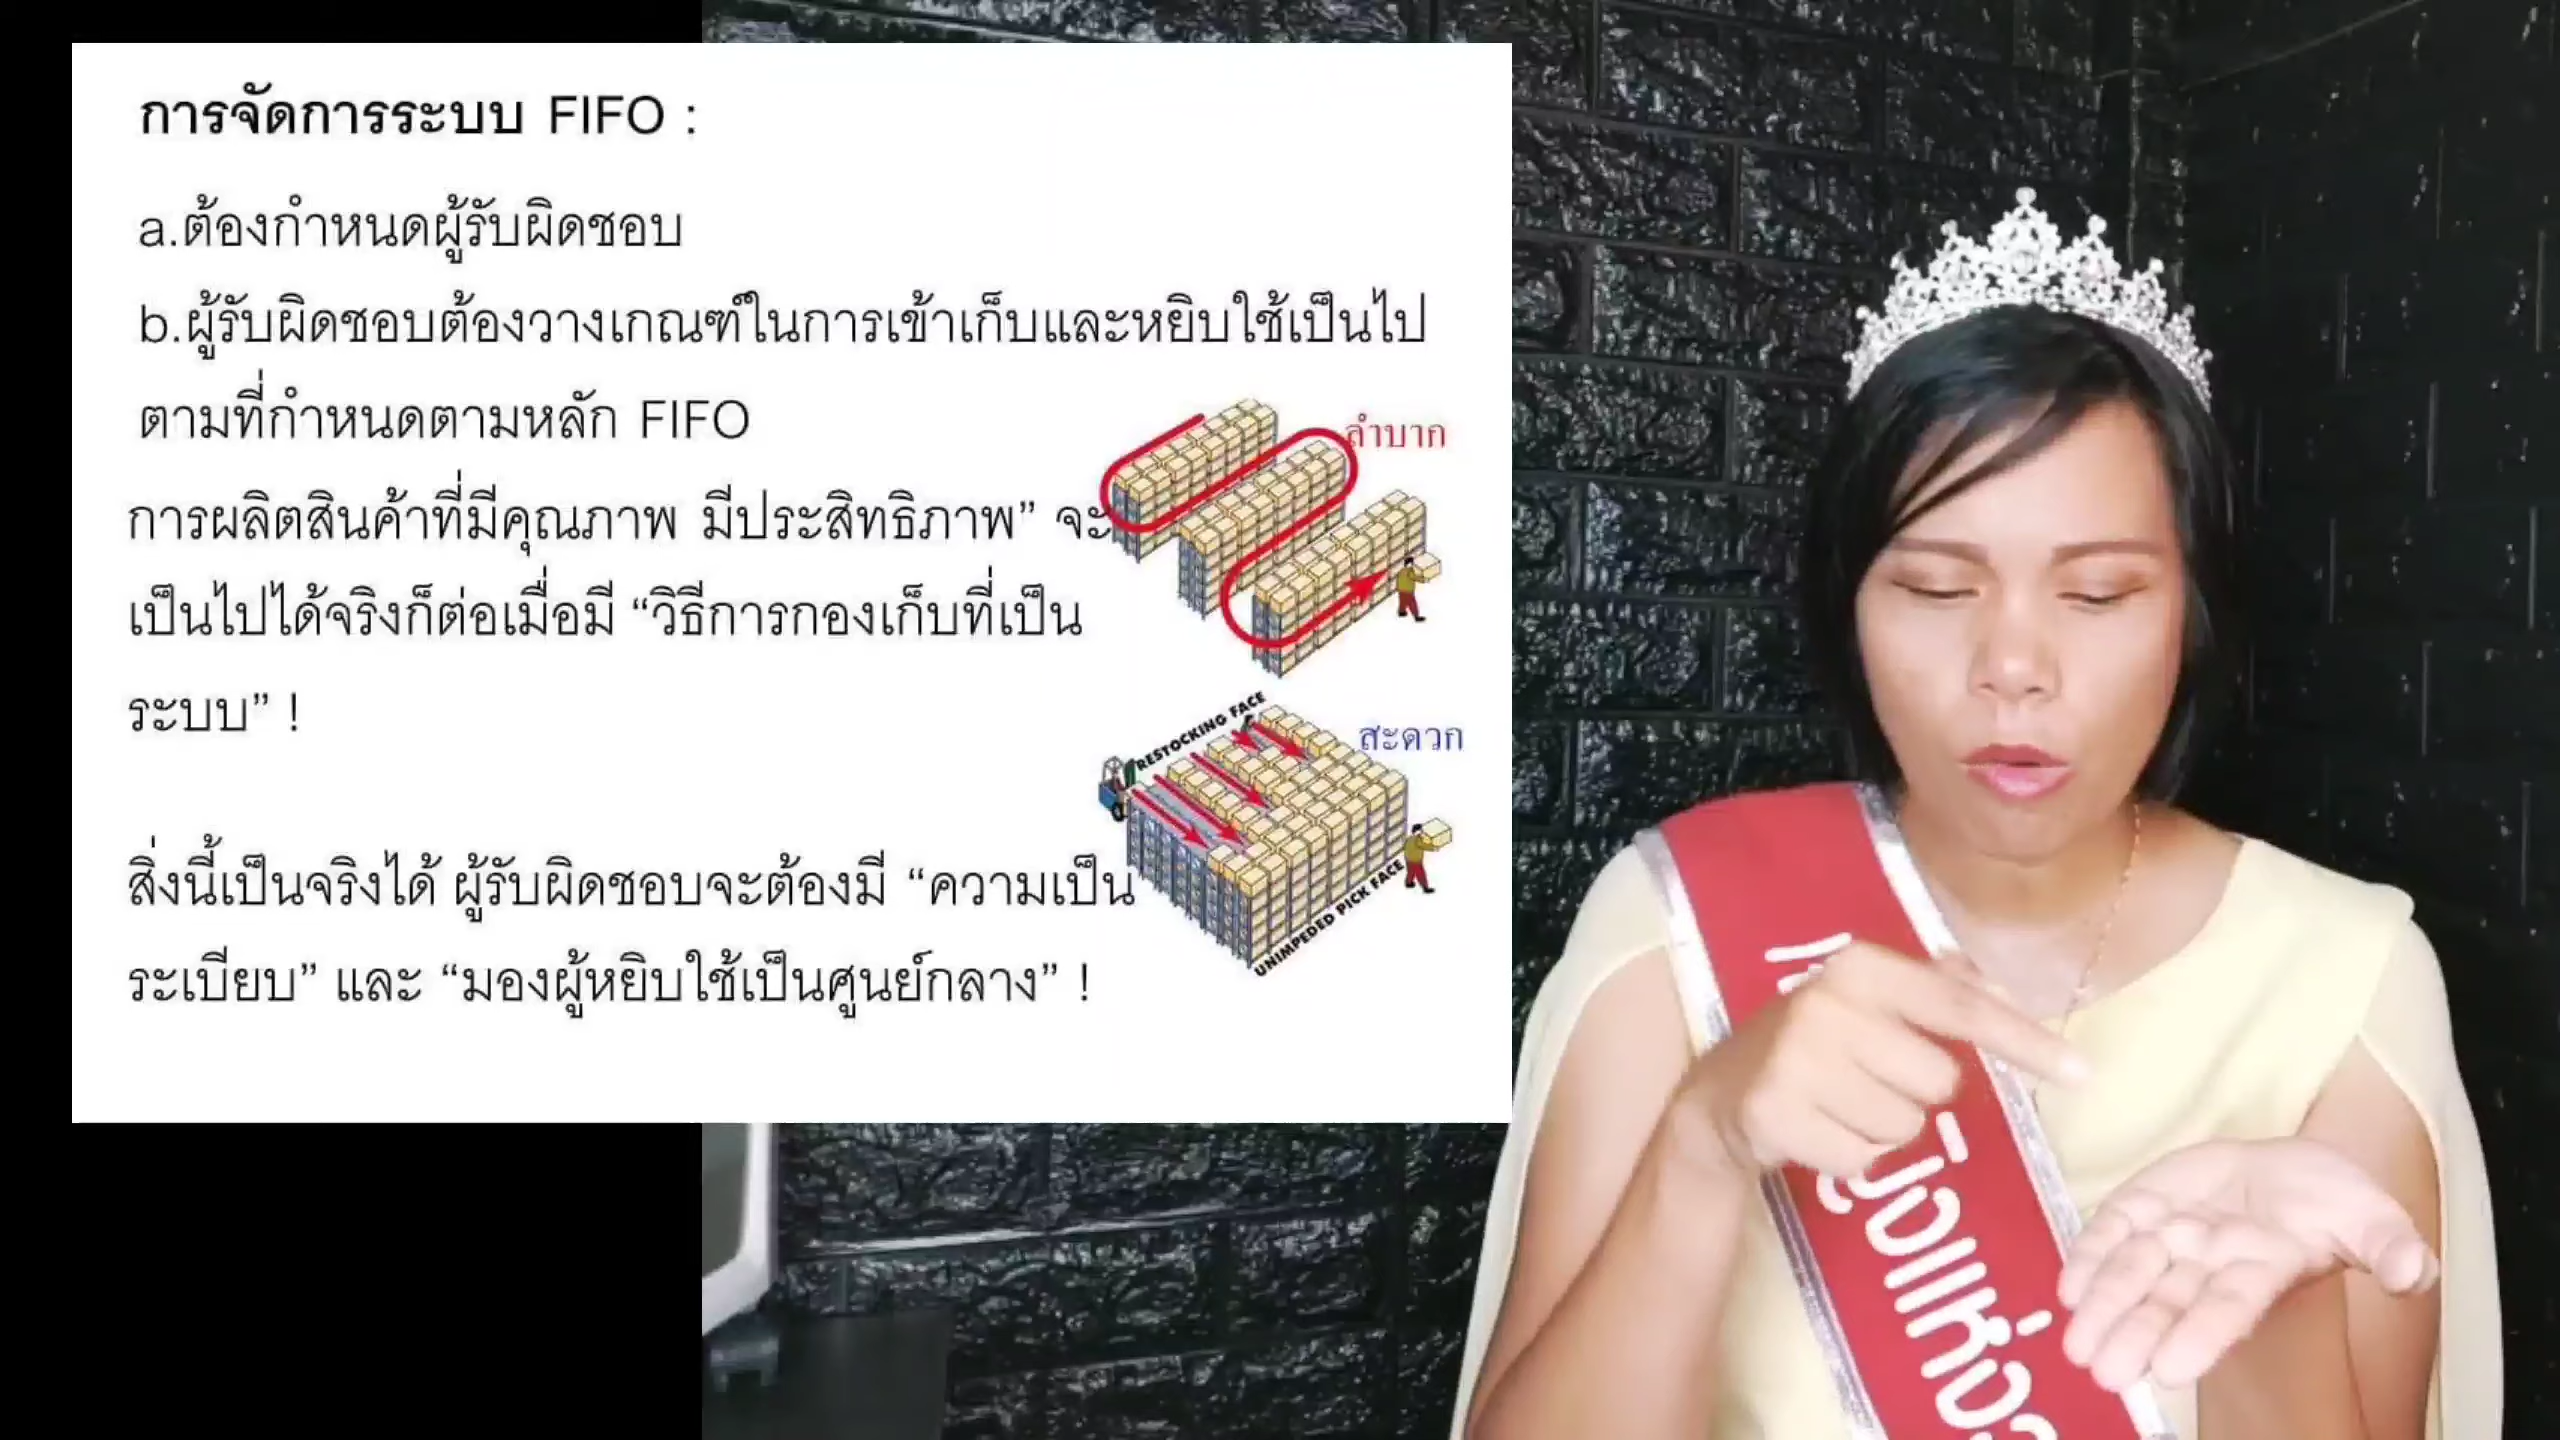 การจัดการระบบ FIFO :
a.ต้องกำหนดผู้รับผิดชอบ
b.ผู้รับผิดชอบต้องวางเกณฑ์ในการเข้าเก็บและหยิบใช้เป็นไป
ตามที่กำหนดตามหลัก FIFO
ลำบาก
การผลิตสินค้าที่มีคุณภาพ มีประสิทธิภาพ” จะ
เป็นไปได้จริงก็ต่อเมื่อมี “วิธีการกองเก็บที่เป็น
ระบบ” !
RESTOCKING FACE
สะดวก
UNIMPEDED PICK FACE
สิ่งนี้เป็นจริงได้ ผู้รับผิดชอบจะต้องมี “ความเป็น
ระเบียบ” และ “มองผู้หยิบใช้เป็นศูนย์กลาง” !